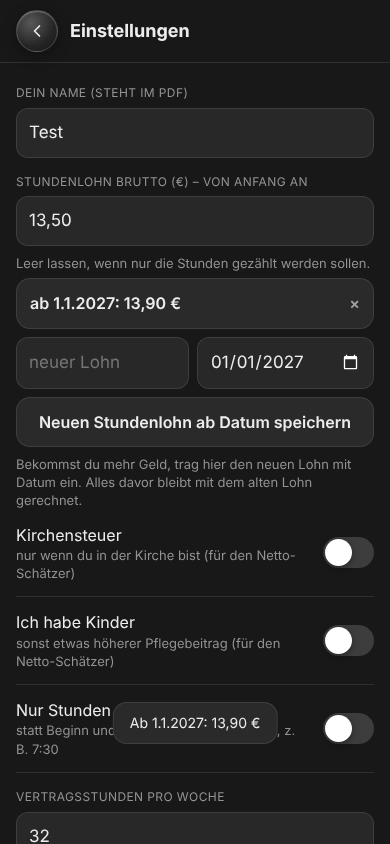 Einstellungen
DEIN NAME (STEHT IM PDF)
Test
STUNDENLOHN BRUTTO (€) – VON ANFANG AN
13,50
Leer lassen, wenn nur die Stunden gezählt werden sollen.
ab 1.1.2027: 13,90 € ×
neuer Lohn 01/01/2027
Neuen Stundenlohn ab Datum speichern
Bekommst du mehr Geld, trag hier den neuen Lohn mit
Datum ein. Alles davor bleibt mit dem alten Lohn
gerechnet.
Kirchensteuer
nur wenn du in der Kirche bist (für den Netto-
Schätzer)
Ich habe Kinder
sonst etwas höherer Pflegebeitrag (für den
Netto-Schätzer)
Nur Stunden
Ab 1.1.2027: 13,90 €
statt Beginn und , z.
B. 7:30
VERTRAGSSTUNDEN PRO WOCHE
32